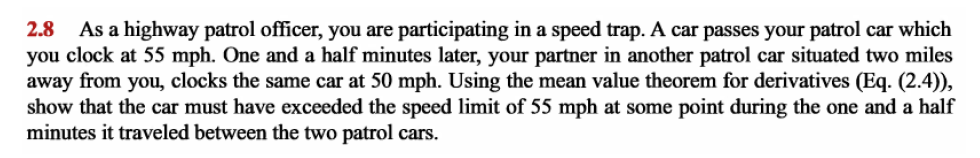 2.8 As a highway patrol officer, you are participating in a speed trap. A car passes your patrol car which
you clock at 55 mph. One and a half minutes later, your partner in another patrol car situated two miles
away from you, clocks the same car at 50 mph. Using the mean value theorem for derivatives (Eq. (2.4)),
show that the car must have exceeded the speed limit of 55 mph at some point during the one and a half
minutes it traveled between the two patrol cars.